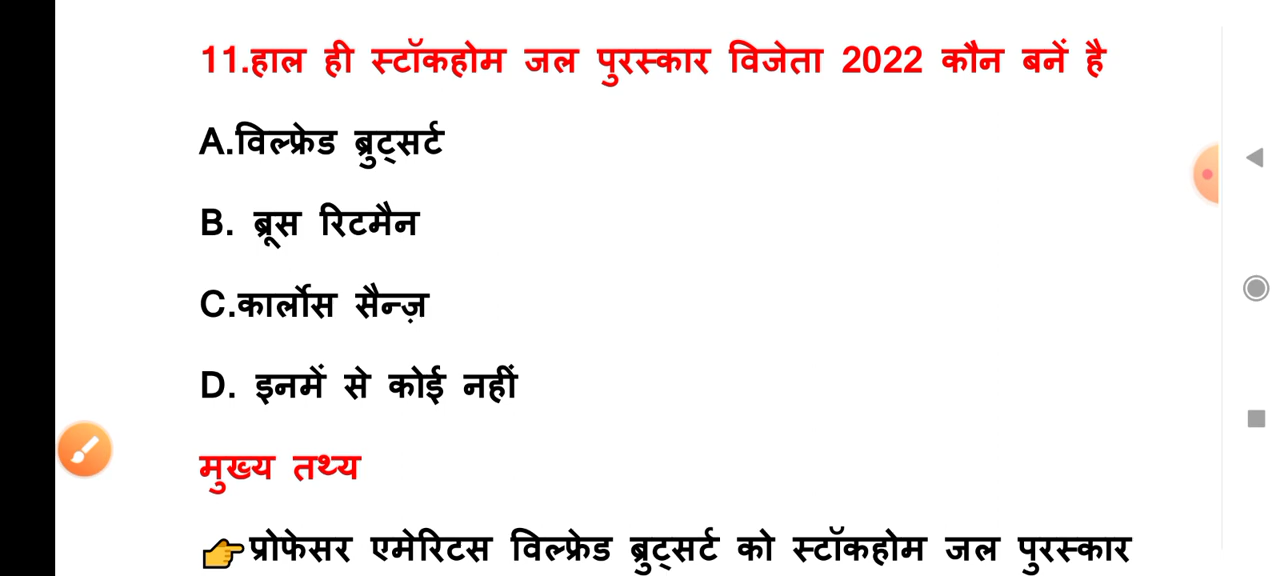 11.हाल ही स्टॉकहोम जल पुरस्कार विजेता 2022 कौन बनें है
A.विल्फ्रेड ब्रुट्सर्ट
B. ब्रूस रिटमैन
C.कार्लोस सैन्ज़
D. इनमें से कोई नहीं
मुख्य तथ्य
👉प्रोफेसर एमेरिटस विल्फ्रेड ब्रुट्सर्ट को स्टॉकहोम जल पुरस्कार